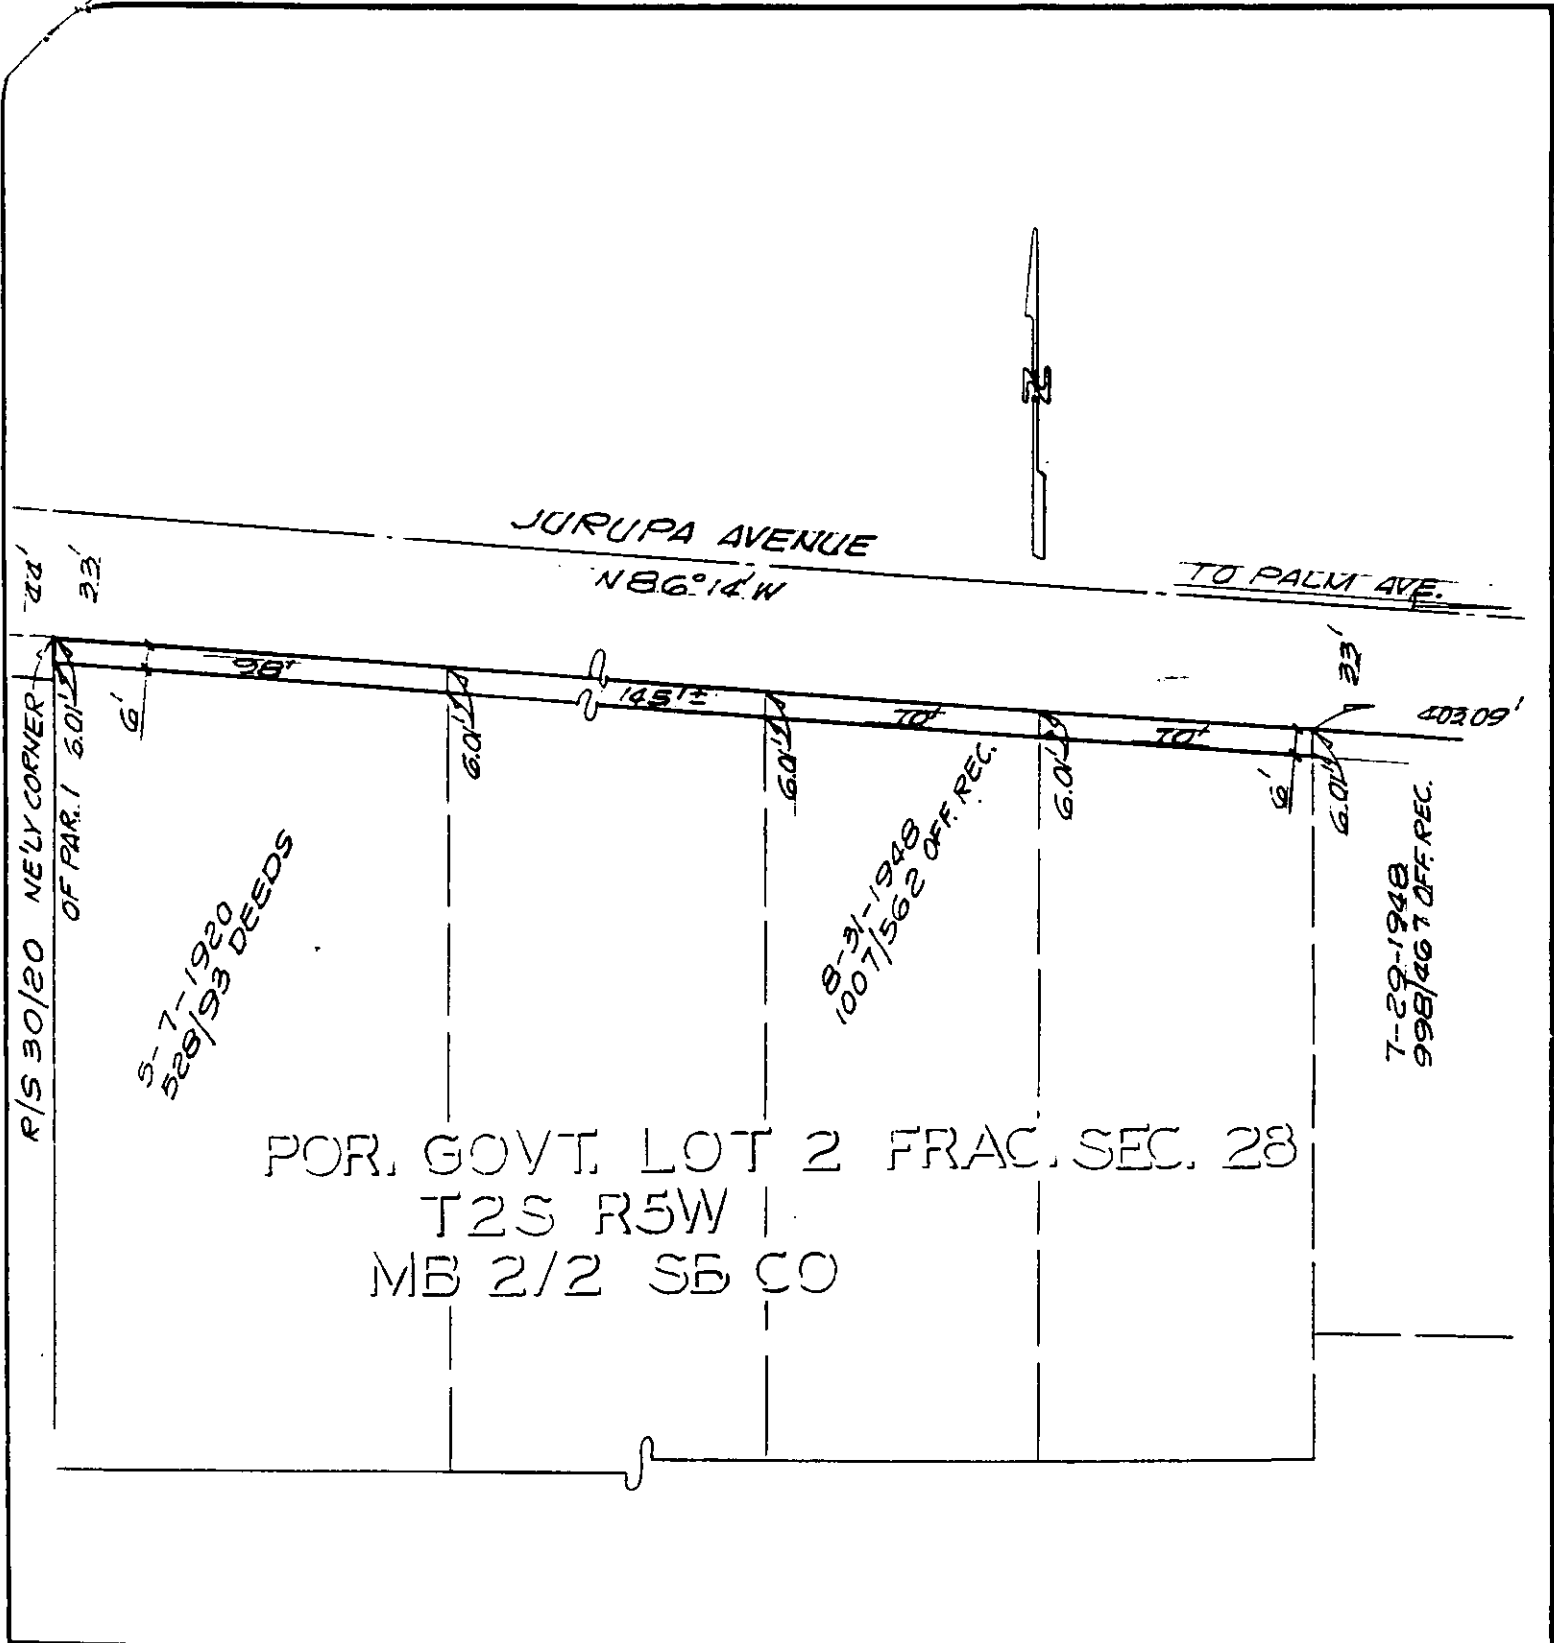 N
JURUPA AVENUE
N86°14'W
TO PALM AVE.
44'
33'
33'
403.09'
98'±
145'±
70'±
70'±
6.01'
6'
6.01'
6.01'
6.01'
6'
6.01'
R/S 30/20 NE'LY CORNER
OF PAR. 1
5-7-1920
528/93 DEEDS
8-31-1948
1007/562 OFF. REC.
7-29-1948
998/467 OFF. REC.
POR. GOVT. LOT 2 FRAC. SEC. 28
T2S R5W
MB 2/2 SB CO